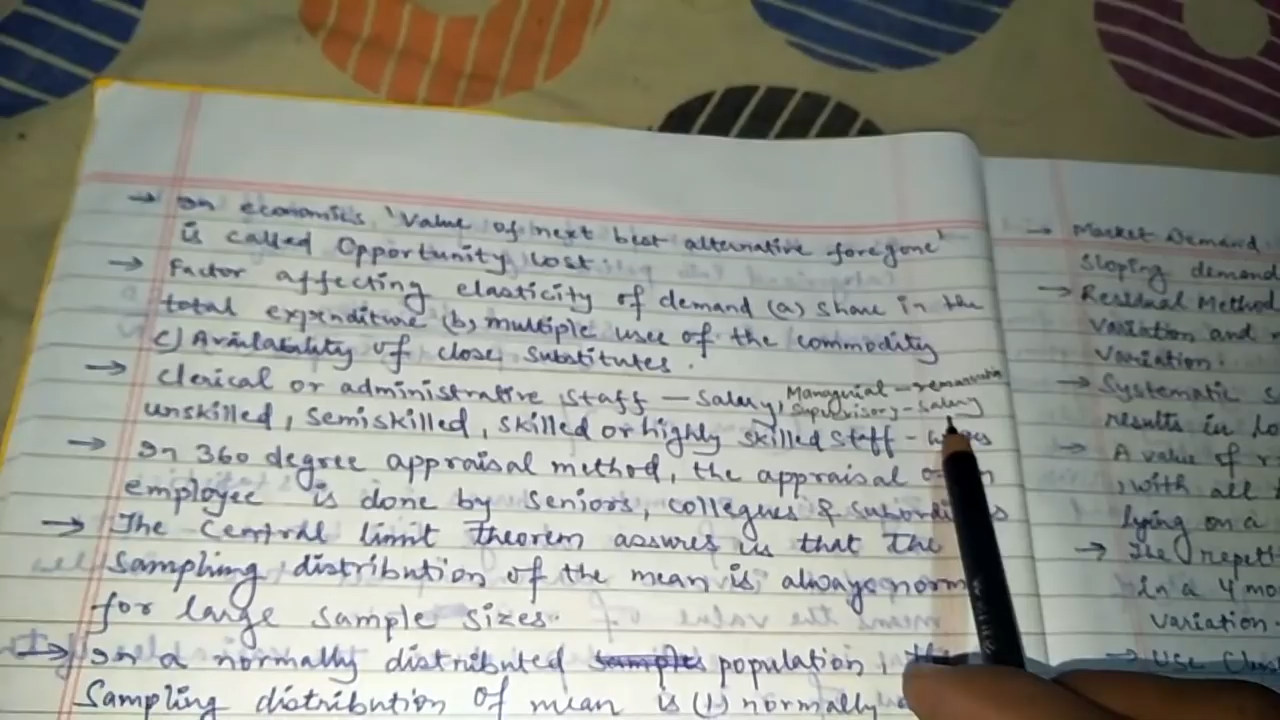 → In economics 'Value of next best alternative foregone'
is called Opportunity Cost.
→ Factor affecting elasticity of demand (a) Share in the
total expenditure (b) multiple uses of the commodity
c) Availability of close substitutes.
→ Clerical or administrative Staff – Salary, Managerial – remuneration
Supervisory – Salary
unskilled, semiskilled, skilled or highly skilled staff – wages
→ In 360 degree appraisal method, the appraisal of
employee is done by Seniors, collegues &
→ The Central limit theorem assures us that the
Sampling distribution of the mean is always
for large sample sizes.
→ In a normally distributed population, the
Sampling distribution of mean is (1) normally
→ Market Demand
Sloping demand
→ Residual Method
Variation and
Variation.
→ Systematic
results in
→ A value of
, with all
lying on a
→ The
in a 4
variation.
→ Use